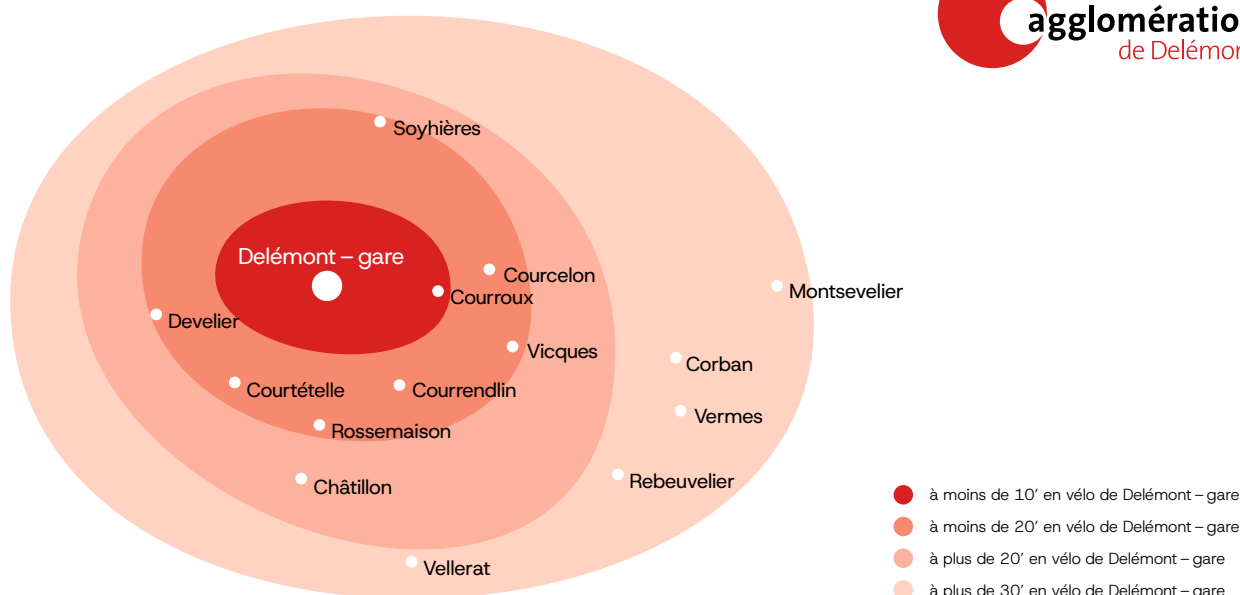 agglomératio
de Delémor
Soyhières
Delémont – gare
Courcelon
Courroux
Montsevelier
Develier
Vicques
Corban
Courtételle
Courrendlin
Vermes
Rossemaison
Rebeuvelier
Châtillon
Vellerat
à moins de 10’ en vélo de Delémont – gare
à moins de 20’ en vélo de Delémont – gare
à plus de 20’ en vélo de Delémont – gare
à plus de 30’ en vélo de Delémont – gare